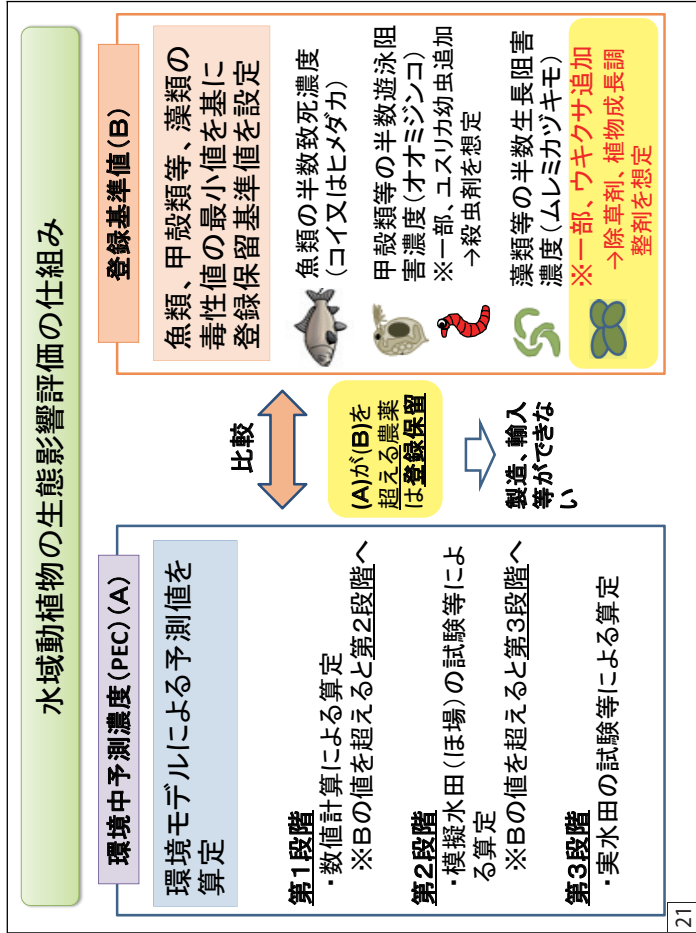 水域動植物の生態影響評価の仕組み
環境中予測濃度(PEC)(A)
環境モデルによる予測値を
算定
第1段階
・数値計算による算定
※Bの値を超えると第2段階へ
第2段階
・模擬水田(ほ場)の試験等によ
る算定
※Bの値を超えると第3段階へ
第3段階
・実水田の試験等による算定
比較
(A)が(B)を
超える農薬
は登録保留
製造、輸入
等ができな
い
登録基準値(B)
魚類、甲殻類等、藻類の
毒性値の最小値を基に
登録保留基準値を設定
魚類の半数致死濃度
(コイ又はヒメダカ)
甲殻類等の半数遊泳阻
害濃度(オオミジンコ)
※一部、ユスリカ幼虫追加
→殺虫剤を想定
藻類等の半数生長阻害
濃度(ムレミカヅキモ)
※一部、ウキクサ追加
→除草剤、植物成長調
整剤を想定
21